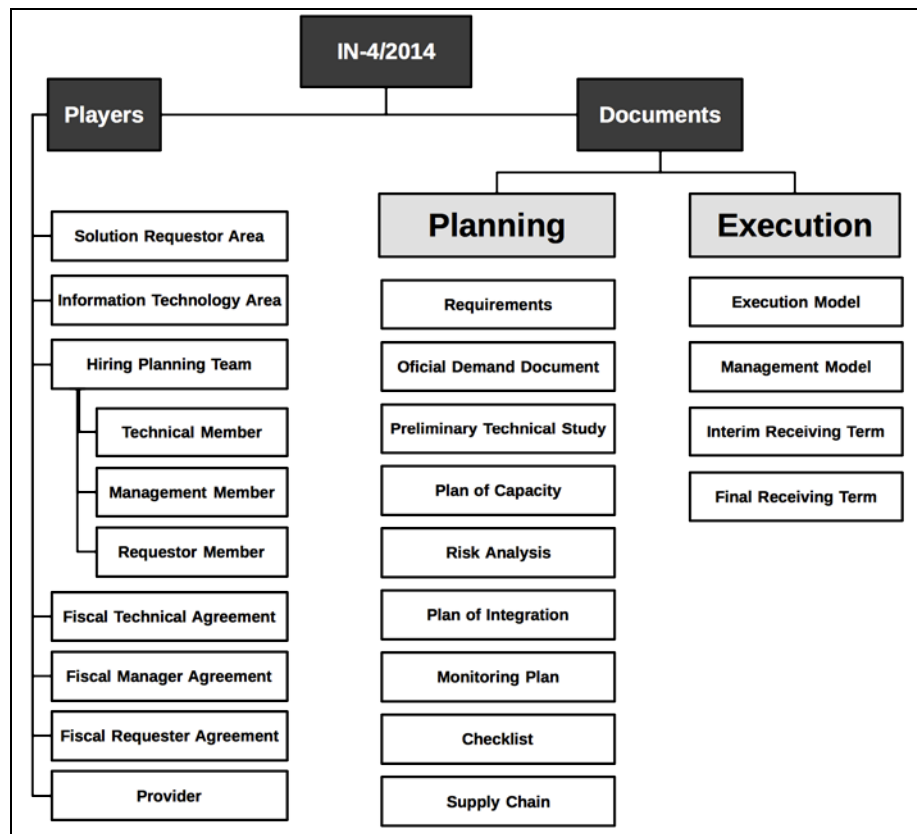 IN-4/2014
Players
Documents
Solution Requestor Area
Information Technology Area
Hiring Planning Team
Technical Member
Management Member
Requestor Member
Fiscal Technical Agreement
Fiscal Manager Agreement
Fiscal Requester Agreement
Provider
Planning
Requirements
Oficial Demand Document
Preliminary Technical Study
Plan of Capacity
Risk Analysis
Plan of Integration
Monitoring Plan
Checklist
Supply Chain
Execution
Execution Model
Management Model
Interim Receiving Term
Final Receiving Term